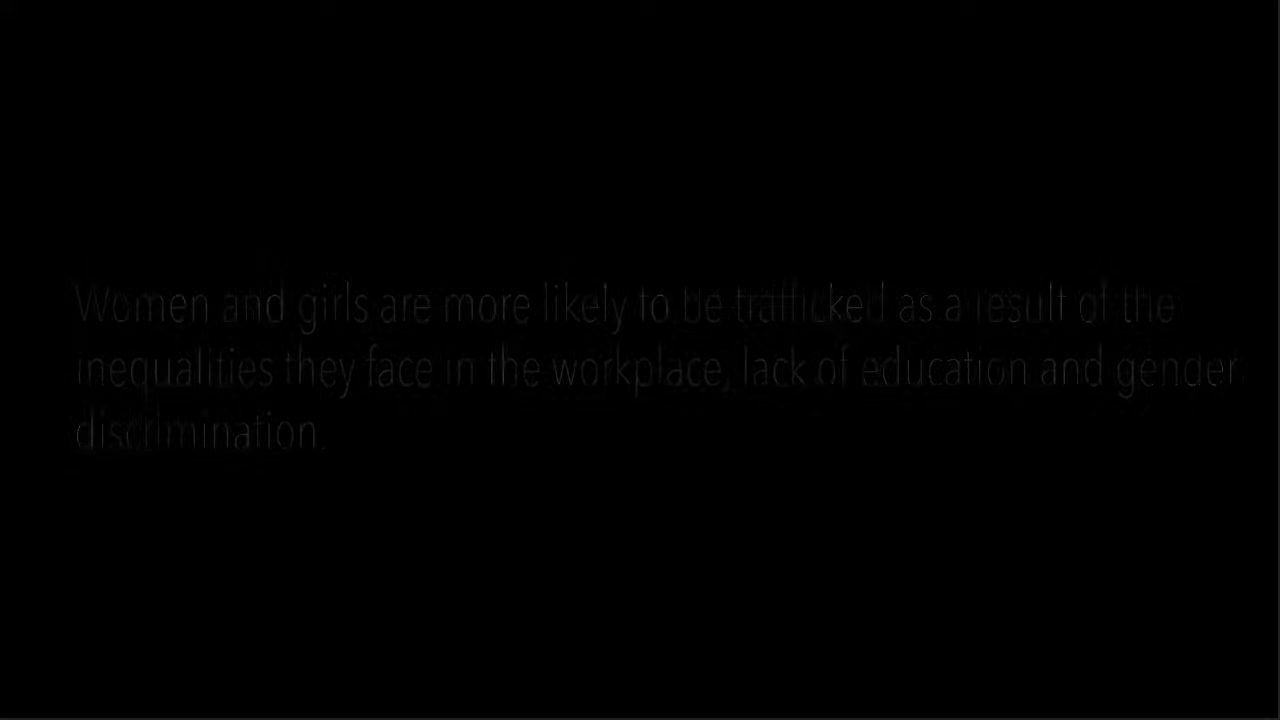 Women and girls are more likely to be trafficked as a result of the
inequalities they face in the workplace, lack of education and gender
discrimination.